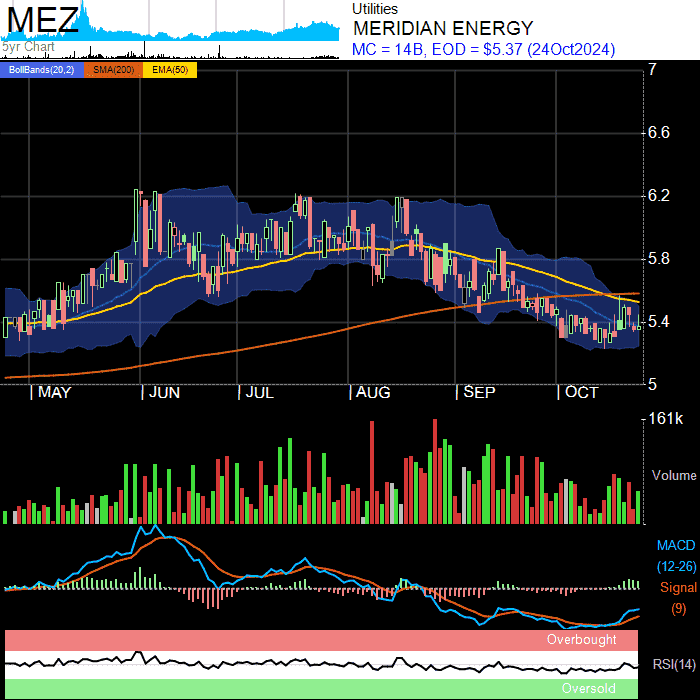 MEZ
Utilities
MERIDIAN ENERGY
5yr Chart
MC = 14B, EOD = $5.37 (24Oct2024)
BollBands(20,2) SMA(200) EMA(50)
7
6.6
6.2
5.8
5.4
5
| MAY | JUN | JUL | AUG | SEP | OCT
161k
Volume
MACD
(12-26)
Signal
(9)
Overbought
RSI(14)
Oversold